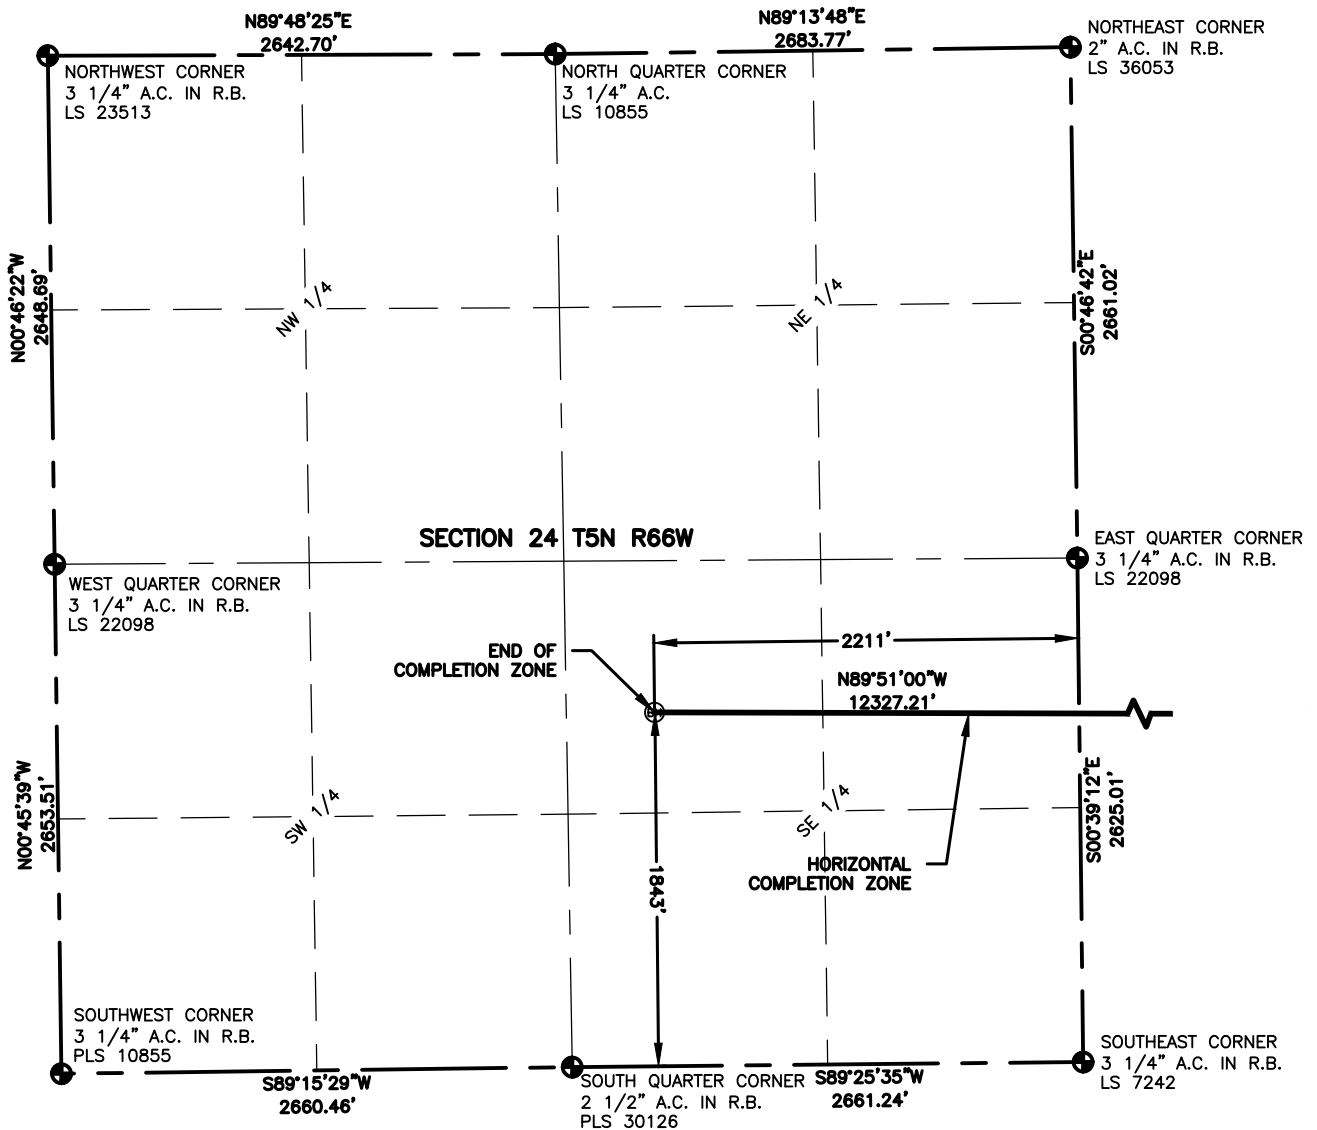 N89°48'25"E
2642.70'
N89°13'48"E
2683.77'
NORTHEAST CORNER
2" A.C. IN R.B.
LS 36053
NORTHWEST CORNER
3 1/4" A.C. IN R.B.
LS 23513
NORTH QUARTER CORNER
3 1/4" A.C.
LS 10855
N00°46'22"W
2648.69'
NW 1/4
NE 1/4
S00°46'42"E
2661.02'
SECTION 24 T5N R66W
EAST QUARTER CORNER
3 1/4" A.C. IN R.B.
LS 22098
WEST QUARTER CORNER
3 1/4" A.C. IN R.B.
LS 22098
END OF
COMPLETION ZONE
2211'
N89°51'00"W
12327.21'
N00°45'39"W
2653.51'
SW 1/4
SE 1/4
S00°39'12"E
2625.01'
1843'
HORIZONTAL
COMPLETION ZONE
SOUTHWEST CORNER
3 1/4" A.C. IN R.B.
PLS 10855
S89°15'29"W
2660.46'
SOUTH QUARTER CORNER
2 1/2" A.C. IN R.B.
PLS 30126
S89°25'35"W
2661.24'
SOUTHEAST CORNER
3 1/4" A.C. IN R.B.
LS 7242